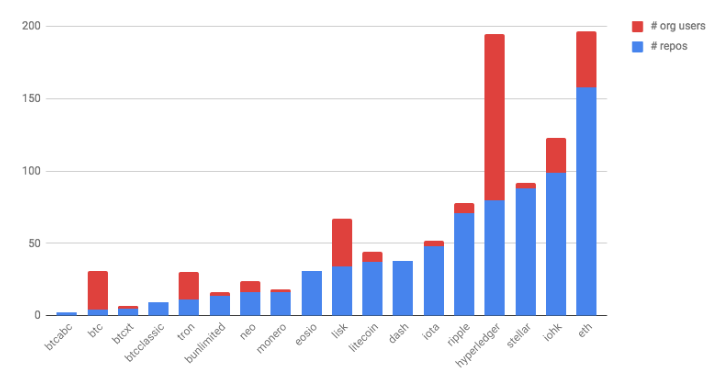 200
150
100
50
0
# org users
# repos
btcabc
btc
btcxt
btcclassic
tron
bunlimited
neo
monero
eosio
lisk
litecoin
dash
iota
ripple
hyperledger
stellar
iohk
eth